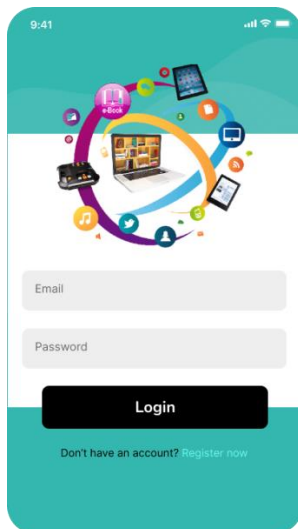 9:41
e-Book
Email
Password
Login
Don't have an account? Register now